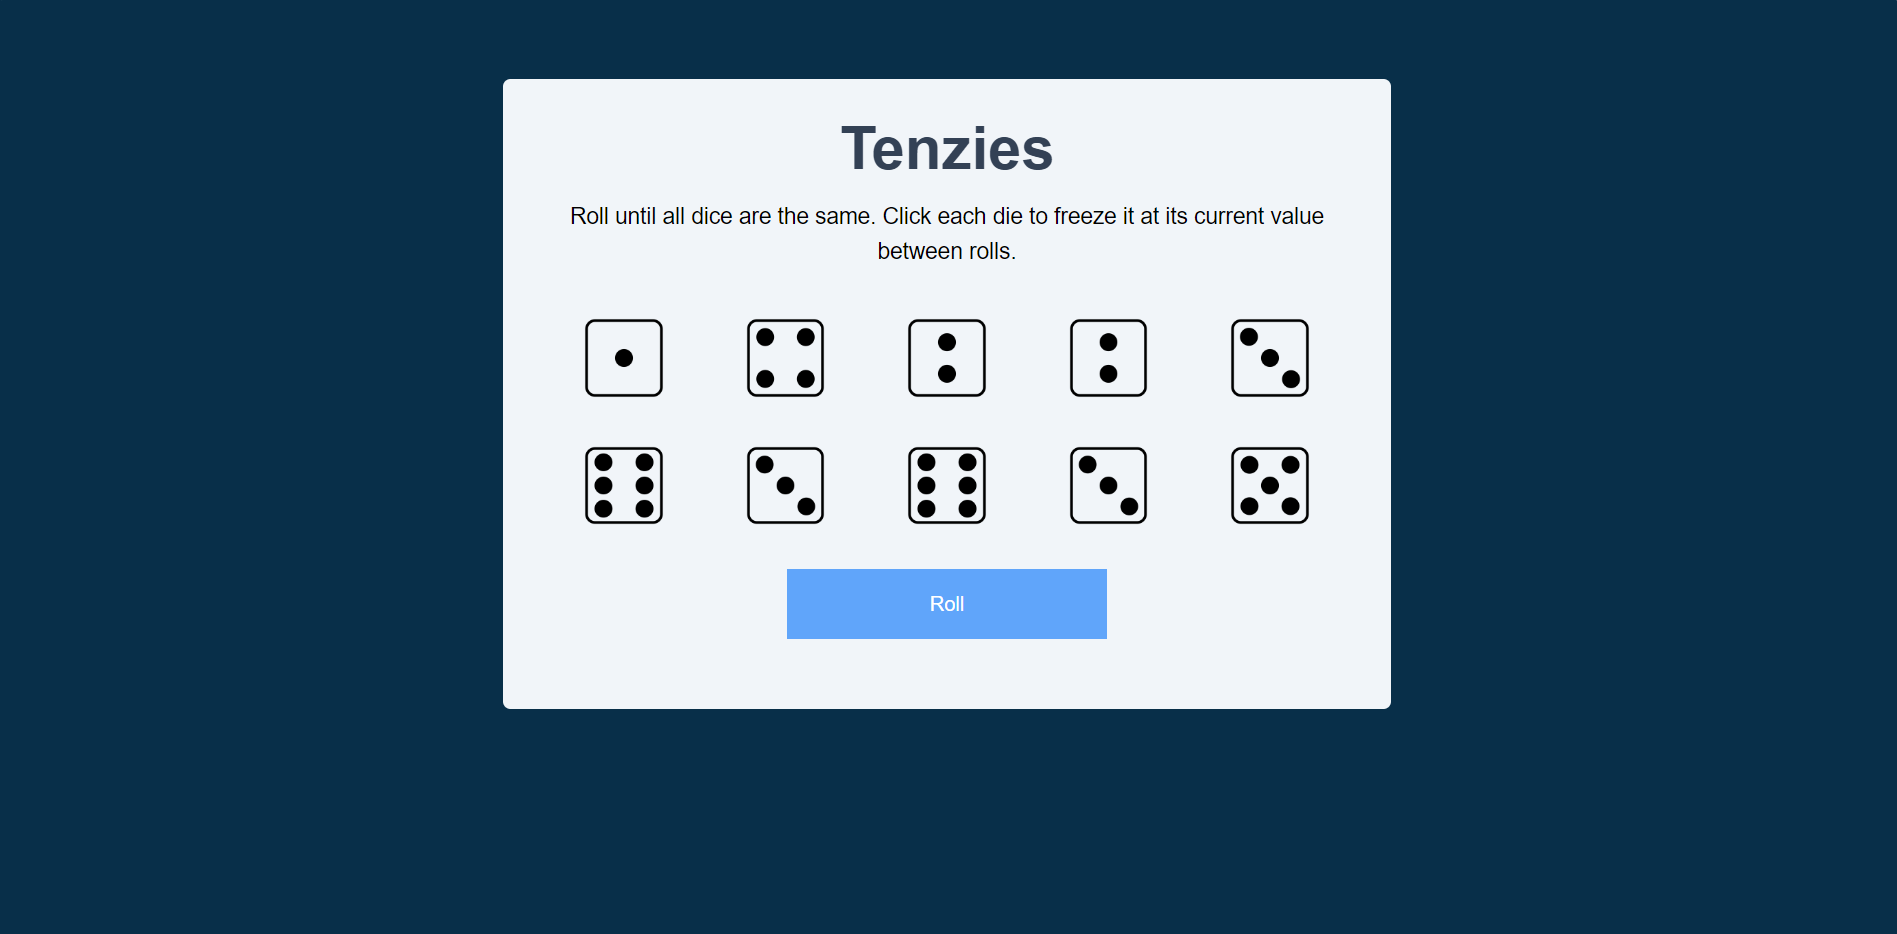 Tenzies
Roll until all dice are the same. Click each die to freeze it at its current value
between rolls.
Roll